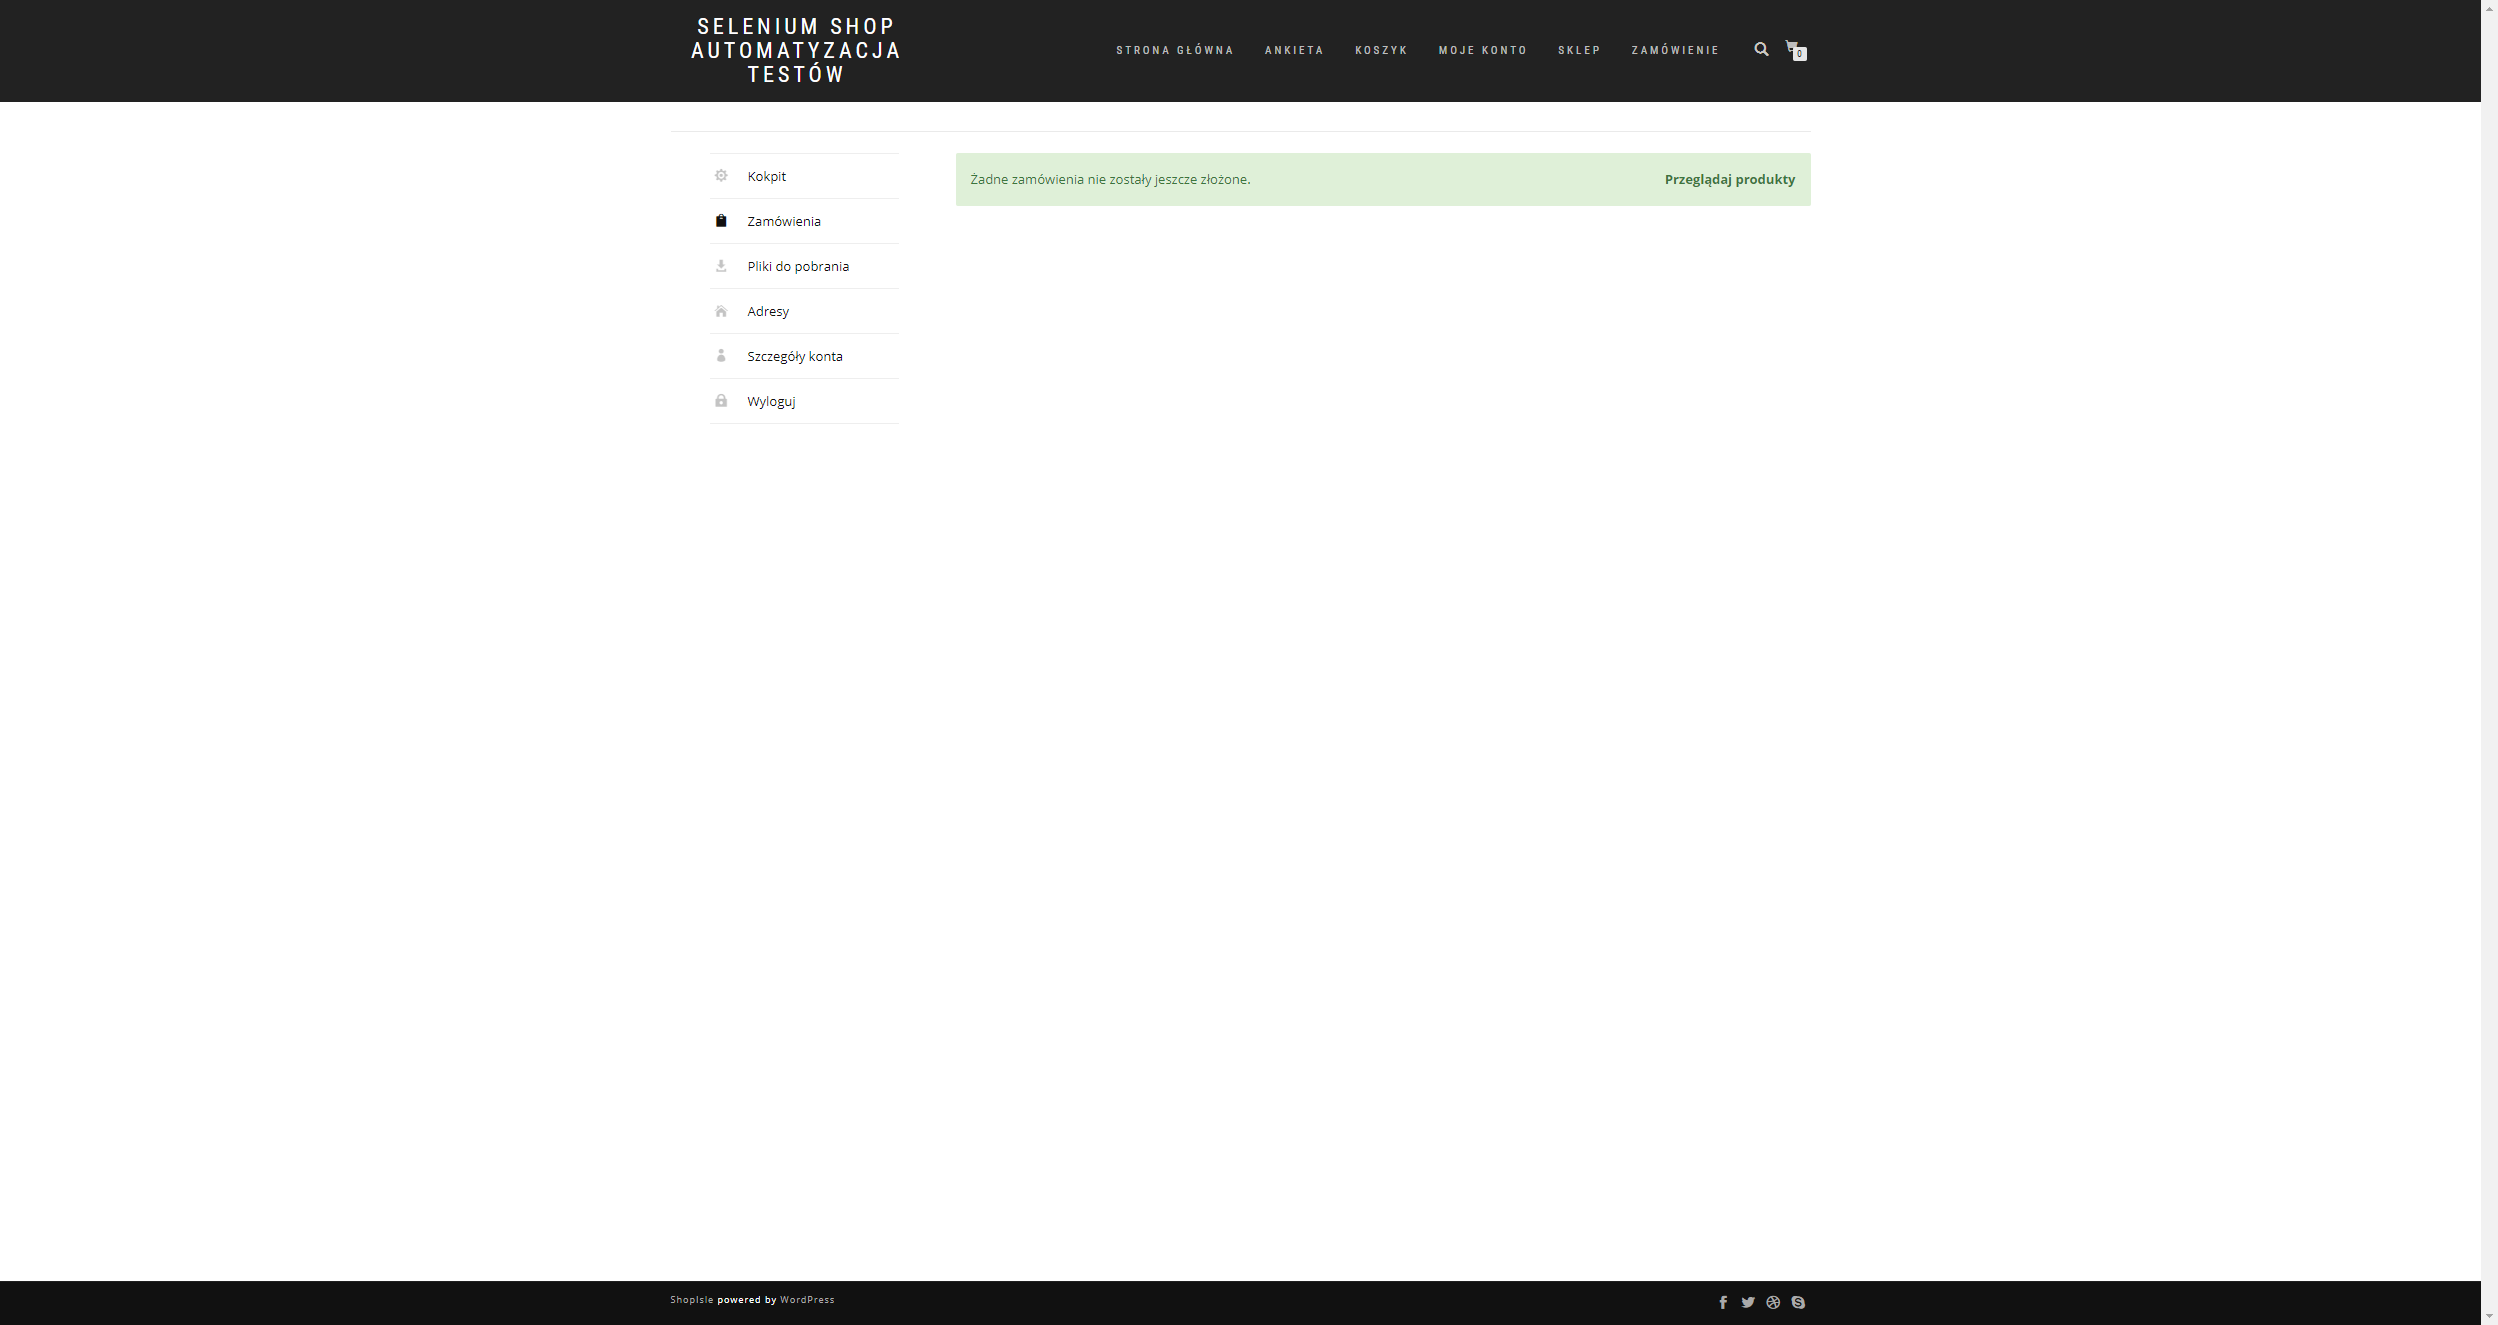 SELENIUM SHOP
AUTOMATYZACJA
TESTÓW
STRONA GŁÓWNA ANKIETA KOSZYK MOJE KONTO SKLEP ZAMÓWIENIE 0
Kokpit
Zamówienia
Pliki do pobrania
Adresy
Szczegóły konta
Wyloguj
Żadne zamówienia nie zostały jeszcze złożone. Przeglądaj produkty
ShopIsle powered by WordPress